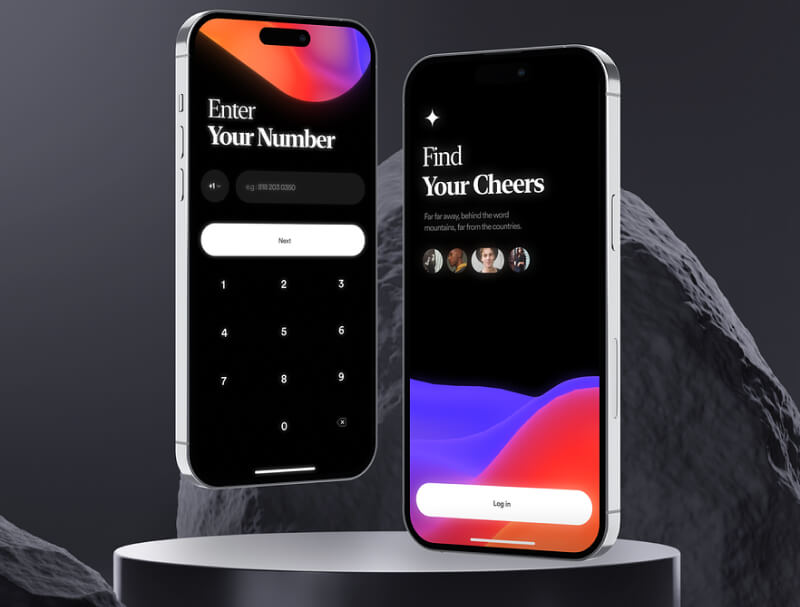 Enter
Your Number
+1
eg : 818 203 0350
Next
1 2 3
4 5 6
7 8 9
0
Find
Your Cheers
Far far away, behind the word
mountains, far from the countries.
Log in